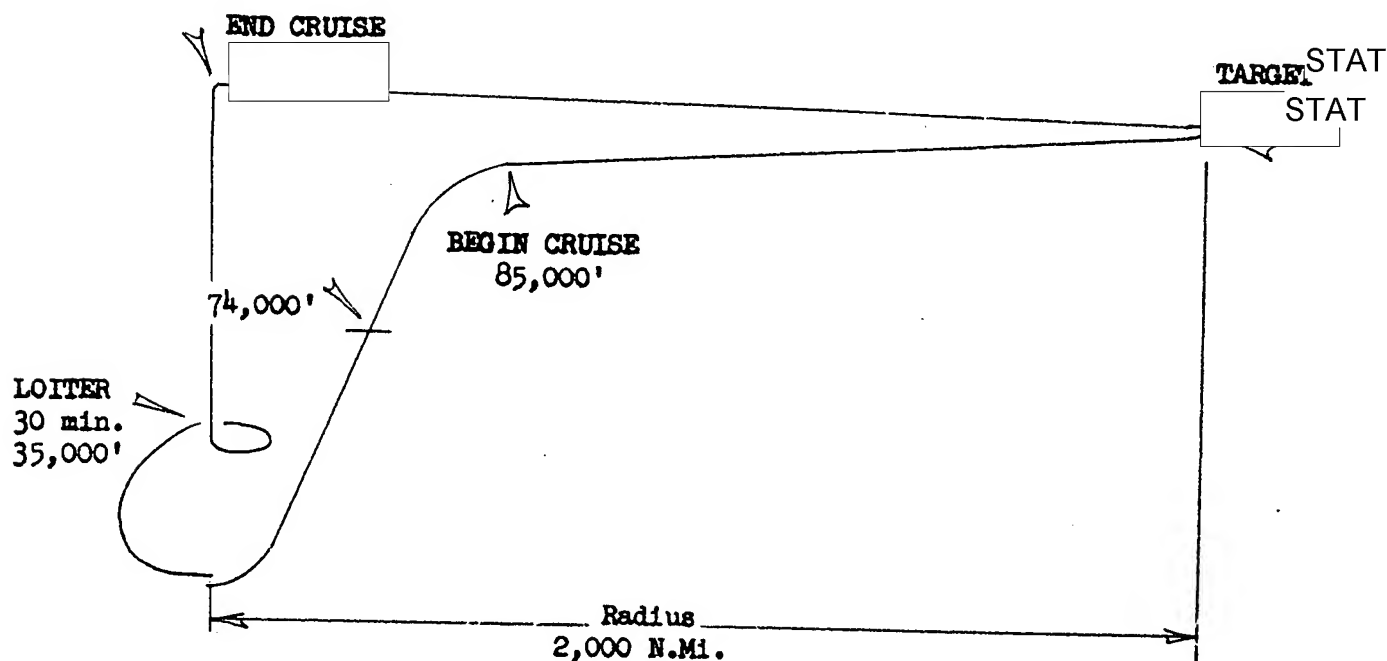 END CRUISE
TARGET
STAT
STAT
BEGIN CRUISE
85,000'
74,000'
LOITER
30 min.
35,000'
Radius
2,000 N.Mi.